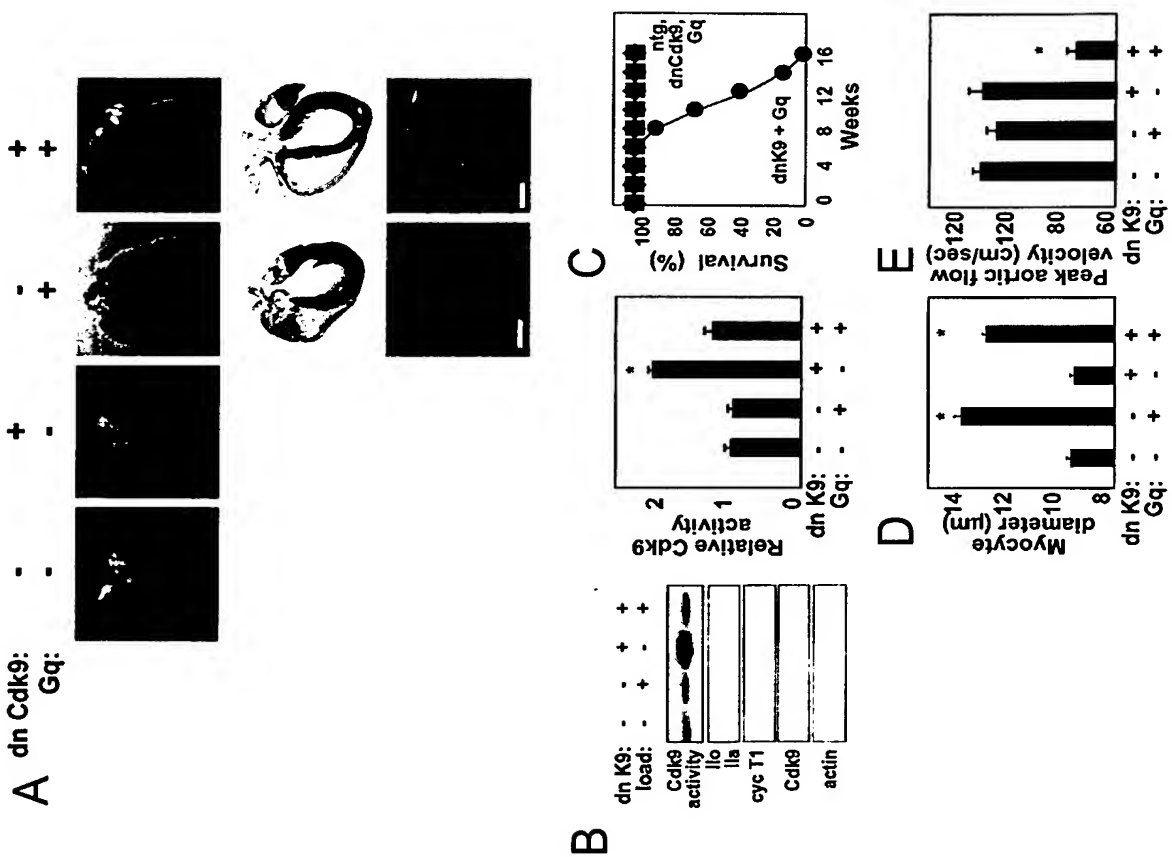 A
dn Cdk9: - + - +
Gq: - - + +
B
dn K9: - - + +
load: - + - +
Cdk9
activity
IIo
IIa
cyc T1
Cdk9
actin
Relative Cdk9
activity
2
1
0
*
dn K9: - - + +
Gq: - + - +
C
Survival (%)
100
80
60
40
20
0
ntg,
dnCdk9,
Gq
dnK9 + Gq
0 4 8 12 16
Weeks
D
Myocyte
diameter (μm)
14
12
10
8
* *
dn K9: - - + +
Gq: - + - +
E
Peak aortic flow
velocity (cm/sec)
120
100
80
60
*
dn K9: - - + +
Gq: - + - +